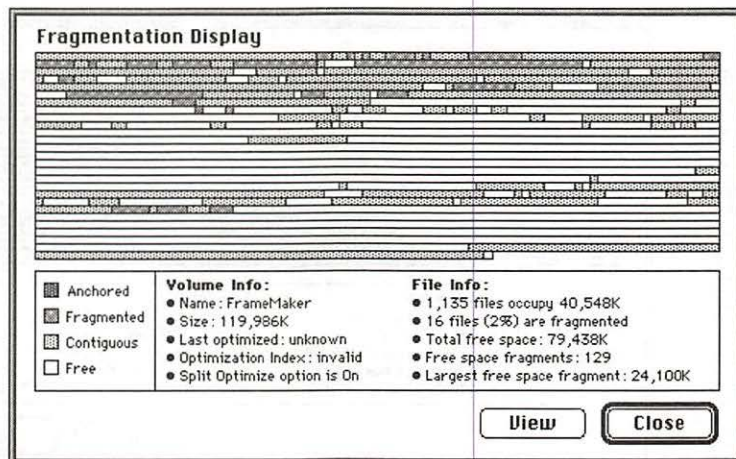 Fragmentation Display
Anchored
Fragmented
Contiguous
Free
Volume Info:
● Name: FrameMaker
● Size: 119,986K
● Last optimized: unknown
● Optimization Index: invalid
● Split Optimize option is On
File Info:
● 1,135 files occupy 40,548K
● 16 files (2%) are fragmented
● Total free space: 79,438K
● Free space fragments: 129
● Largest free space fragment: 24,100K
View
Close